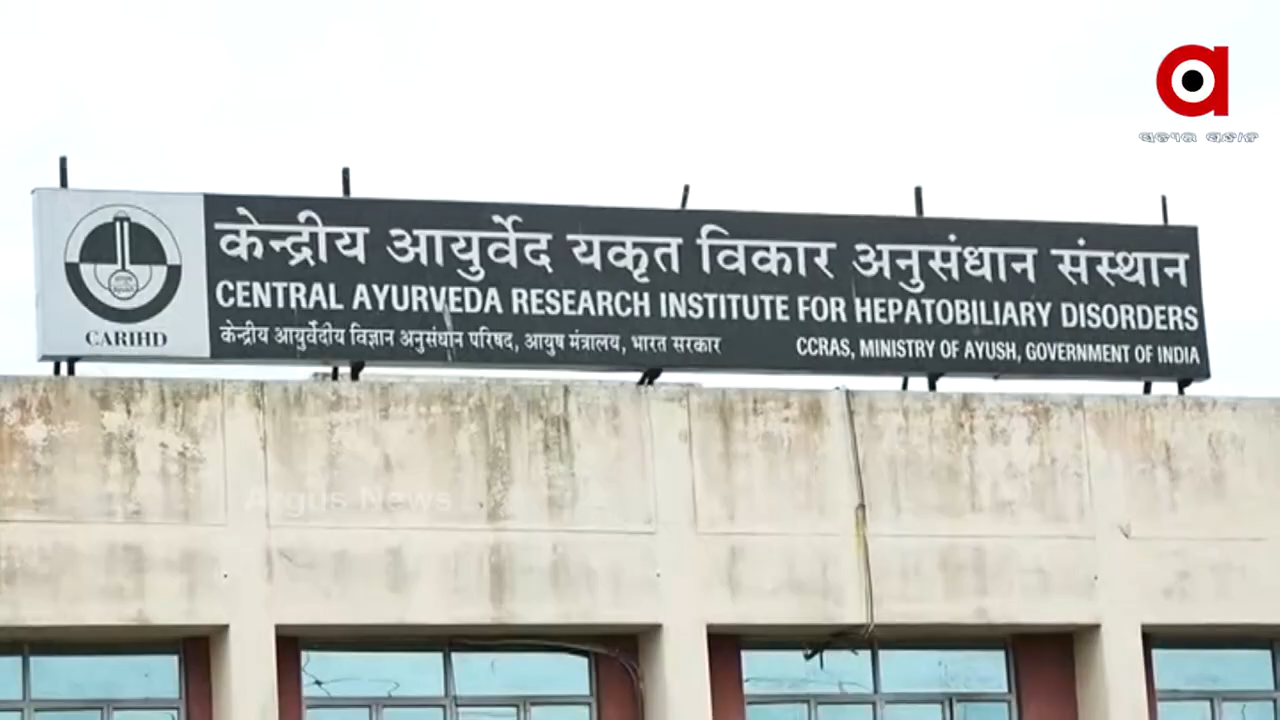 केन्द्रीय आयुर्वेद यकृत विकार अनुसंधान संस्थान
CENTRAL AYURVEDA RESEARCH INSTITUTE FOR HEPATOBILIARY DISORDERS
केन्द्रीय आयुर्वेदीय विज्ञान अनुसंधान परिषद, आयुष मंत्रालय, भारत सरकार
CCRAS, MINISTRY OF AYUSH, GOVERNMENT OF INDIA
CARIHD
Argus News